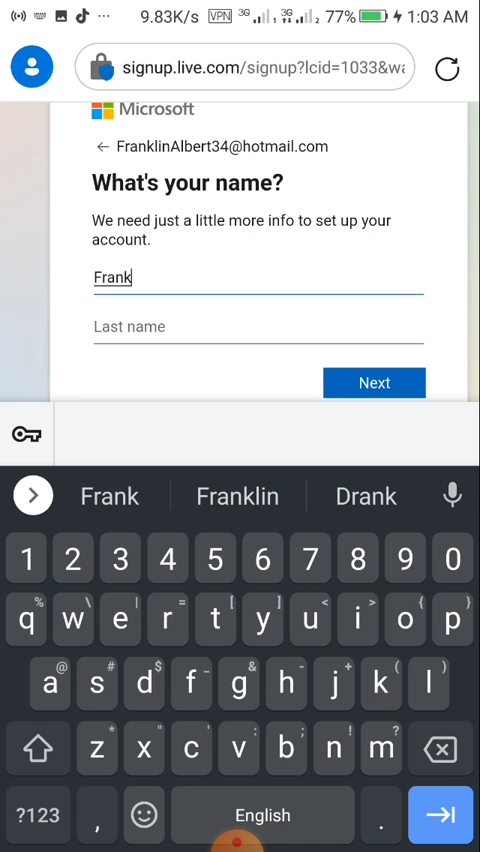 9.83K/s VPN 3G 1 3G 2 77% 1:03 AM
signup.live.com/signup?lcid=1033&wa
Microsoft
← FranklinAlbert34@hotmail.com
What's your name?
We need just a little more info to set up your
account.
Frank
Last name
Next
Frank Franklin Drank
1 2 3 4 5 6 7 8 9 0
% \ | = [ ] < > { }
q w e r t y u i o p
@ # $ _ & - + ( )
a s d f g h j k l
* " ' : ; ! ?
z x c v b n m
?123 , English .